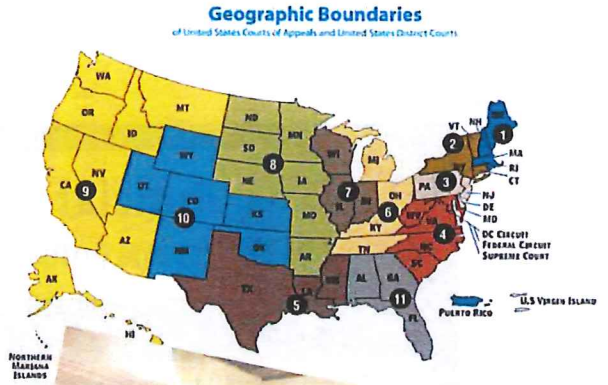 Geographic Boundaries
of United States Courts of Appeals and United States District Courts
WA
OR
CA
9
NV
ID
MT
AZ
AK
HI
NORTHERN
MARIANA
ISLANDS
WY
UT
CO
10
KS
NM
OK
ND
SD
8
NE
MN
IA
MO
AR
WI
7
IL
IN
MI
OH
6
KY
TN
TX
5
LA
MS
AL
GA
11
FL
VT
NH
ME
1
MA
RI
CT
2
NY
PA
3
NJ
DE
MD
WV
VA
4
NC
SC
DC CIRCUIT
FEDERAL CIRCUIT
SUPREME COURT
PUERTO RICO
U.S VIRGIN ISLAND